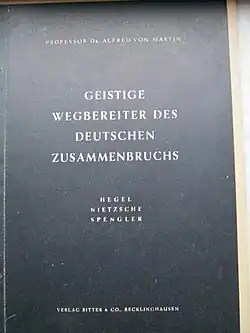 PROFESSOR DR. ALFRED VON MARTIN
GEISTIGE
WEGBEREITER DES
DEUTSCHEN
ZUSAMMENBRUCHS
HEGEL
NIETZSCHE
SPENGLER
VERLAG BITTER & CO., RECKLINGHAUSEN